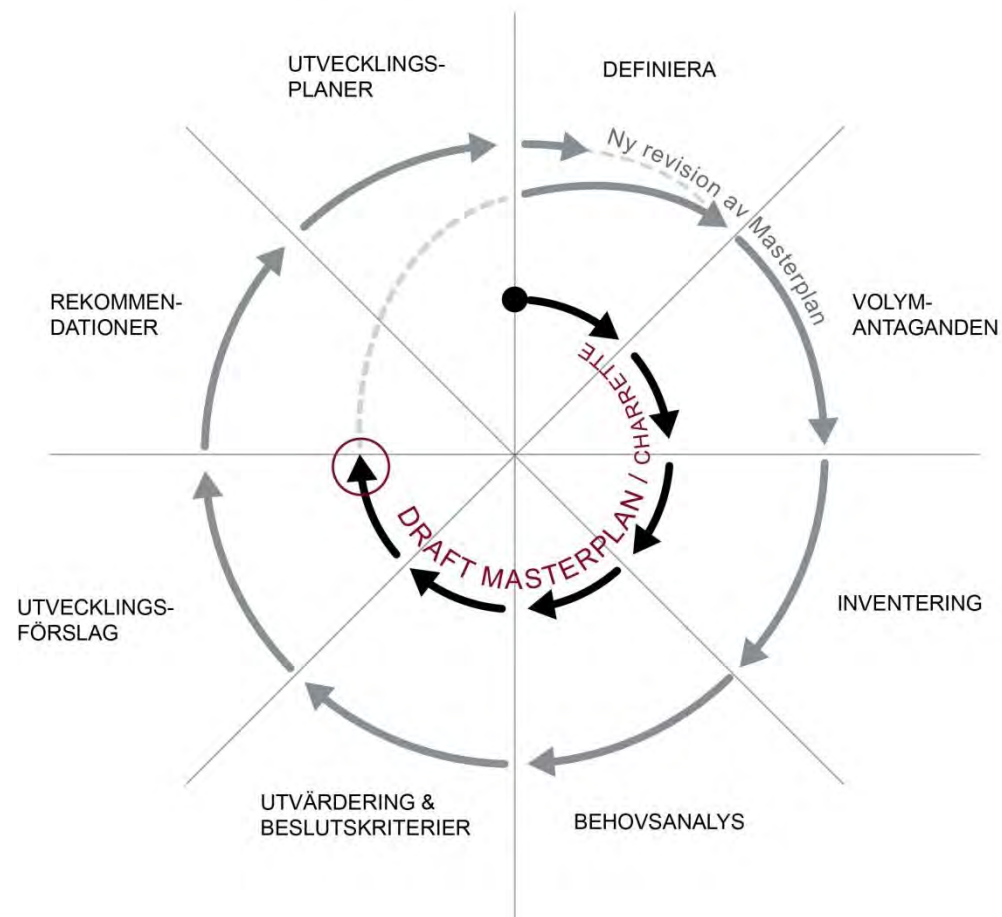 UTVECKLINGS-
PLANER
DEFINIERA
Ny revision av Masterplan
REKOMMEN-
DATIONER
VOLYM-
ANTAGANDEN
DRAFT MASTERPLAN / CHARRETTE
UTVECKLINGS-
FÖRSLAG
INVENTERING
UTVÄRDERING &
BESLUTSKRITERIER
BEHOVSANALYS